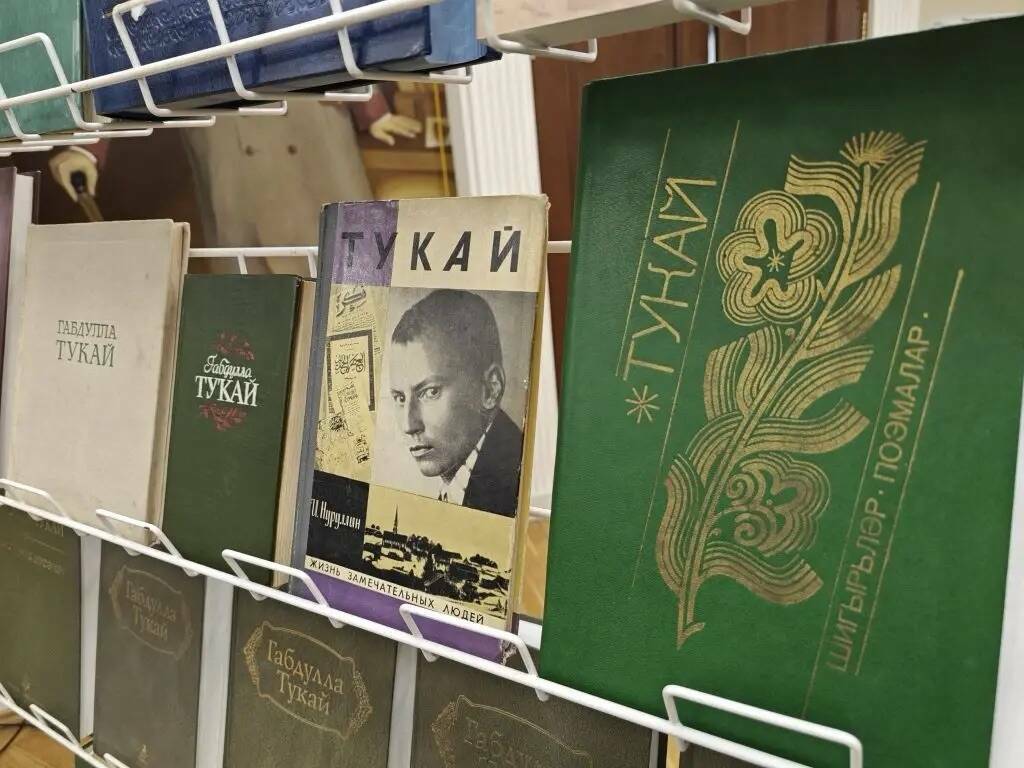 ГАБДУЛЛА
ТУКАЙ
Габдулла
ТУКАЙ
ТУКАЙ
И. Нуруллин
ЖИЗНЬ ЗАМЕЧАТЕЛЬНЫХ ЛЮДЕЙ
ТУКАЙ
ШИГЫРЬЛӘР. ПОЭМАЛАР.
Габдулла
Тукай
Габдулла
Тукай
Габдулла